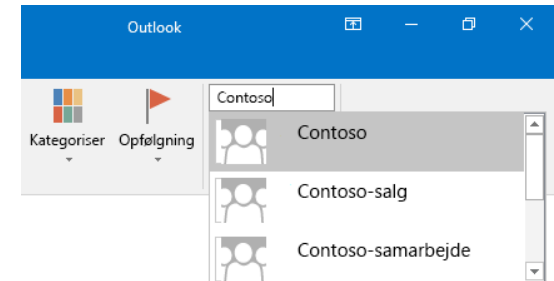 Outlook
Kategoriser Opfølgning Contoso
Contoso
Contoso-salg
Contoso-samarbejde